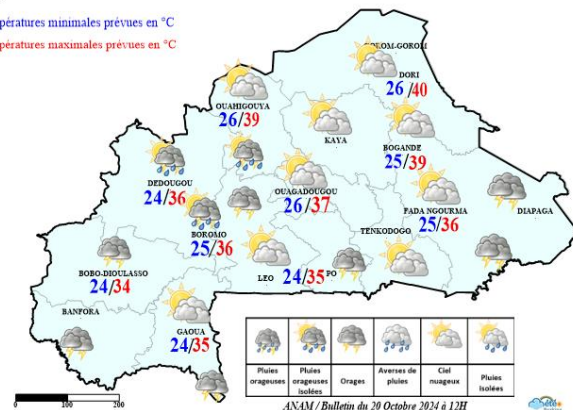 pératures minimales prévues en °C
pératures maximales prévues en °C
GOROM-GOROM
DORI
26/40
OUAHIGOUYA
26/39
KAYA
BOGANDE
25/39
DEDOUGOU
24/36
OUAGADOUGOU
26/37
FADA NGOURMA
25/36
DIAPAGA
BOROMO
25/36
TENKODOGO
BOBO-DIOULASSO
24/34
LEO
24/35
PO
BANFORA
GAOUA
24/35
Pluies orageuses
Pluies orageuses isolées
Orages
Averses de pluies
Ciel nuageux
Pluies isolées
0 100 200
ANAM / Bulletin du 20 Octobre 2024 à 12H